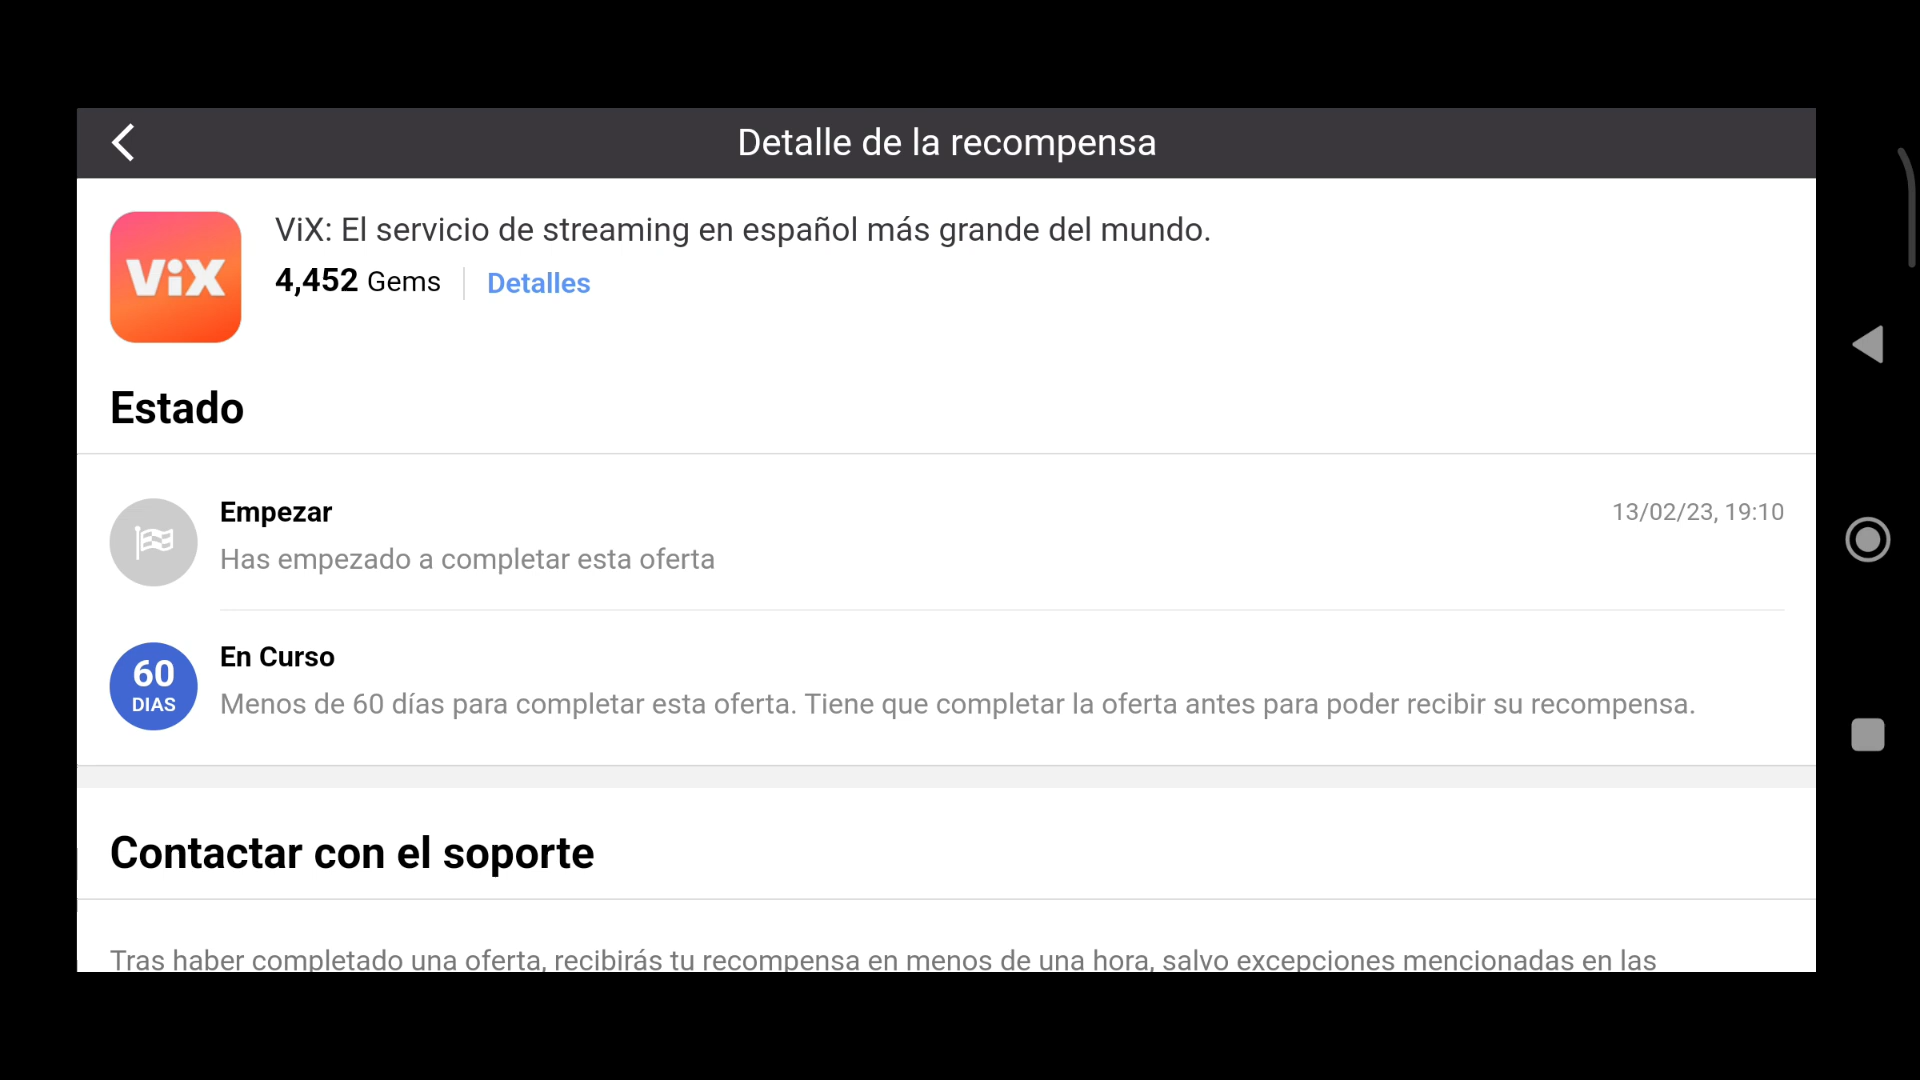 Detalle de la recompensa
ViX
ViX: El servicio de streaming en español más grande del mundo.
4,452 Gems
Detalles
Estado
Empezar
13/02/23, 19:10
Has empezado a completar esta oferta
60
DIAS
En Curso
Menos de 60 días para completar esta oferta. Tiene que completar la oferta antes para poder recibir su recompensa.
Contactar con el soporte
Tras haber completado una oferta, recibirás tu recompensa en menos de una hora, salvo excepciones mencionadas en las